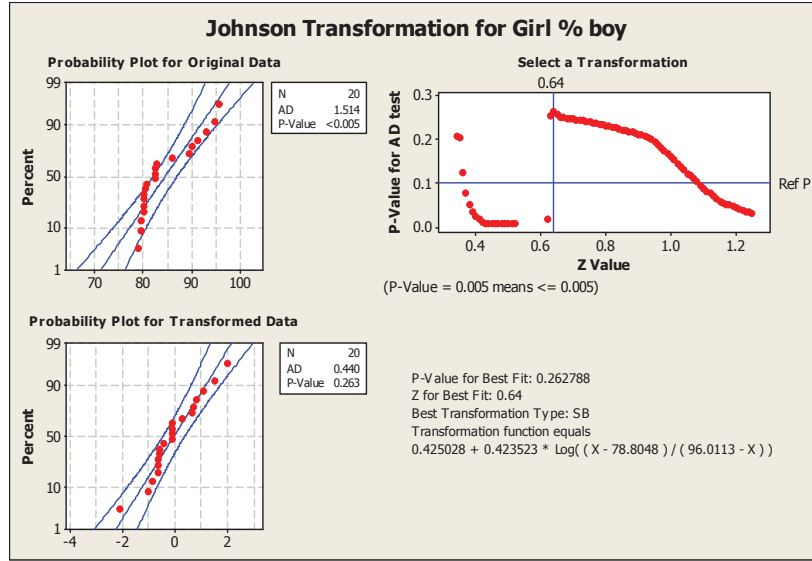 Johnson Transformation for Girl % boy
Probability Plot for Original Data
99
90
50
10
1
Percent
70 80 90 100
N 20
AD 1.514
P-Value <0.005
Select a Transformation
0.64
0.3
0.2
0.1
0.0
P-Value for AD test
Ref P
0.4 0.6 0.8 1.0 1.2
Z Value
(P-Value = 0.005 means <= 0.005)
Probability Plot for Transformed Data
99
90
50
10
1
Percent
-4 -2 0 2
N 20
AD 0.440
P-Value 0.263
P-Value for Best Fit: 0.262788
Z for Best Fit: 0.64
Best Transformation Type: SB
Transformation function equals
0.425028 + 0.423523 * Log( ( X - 78.8048 ) / ( 96.0113 - X ) )